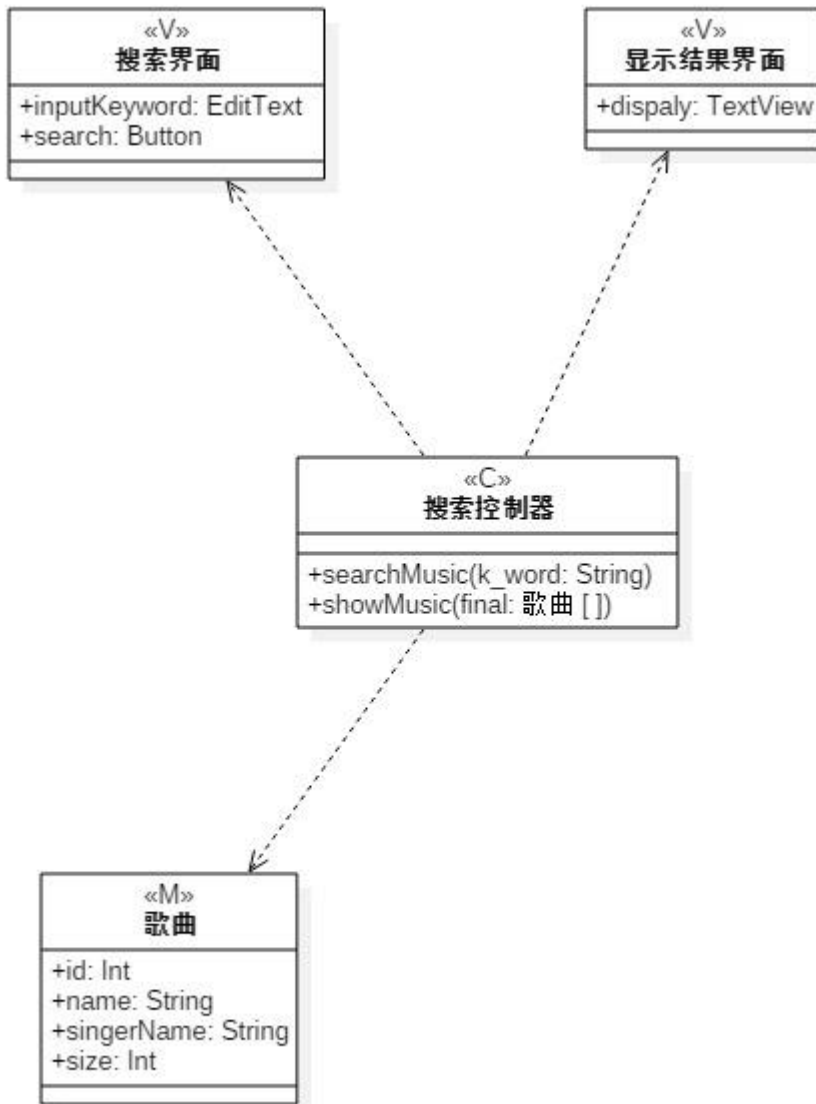 «V»
搜索界面
+inputKeyword: EditText
+search: Button
«V»
显示结果界面
+dispaly: TextView
«C»
搜索控制器
+searchMusic(k_word: String)
+showMusic(final: 歌曲 [ ])
«M»
歌曲
+id: Int
+name: String
+singerName: String
+size: Int